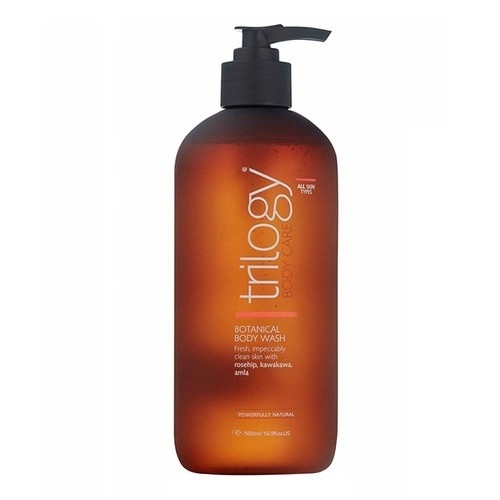 ALL SKIN
TYPES
trilogy®
BODY CARE
BOTANICAL
BODY WASH
Fresh, impeccably
clean skin with
rosehip, kawakawa,
amla
POWERFULLY NATURAL
500ml/16.9fl.oz.US